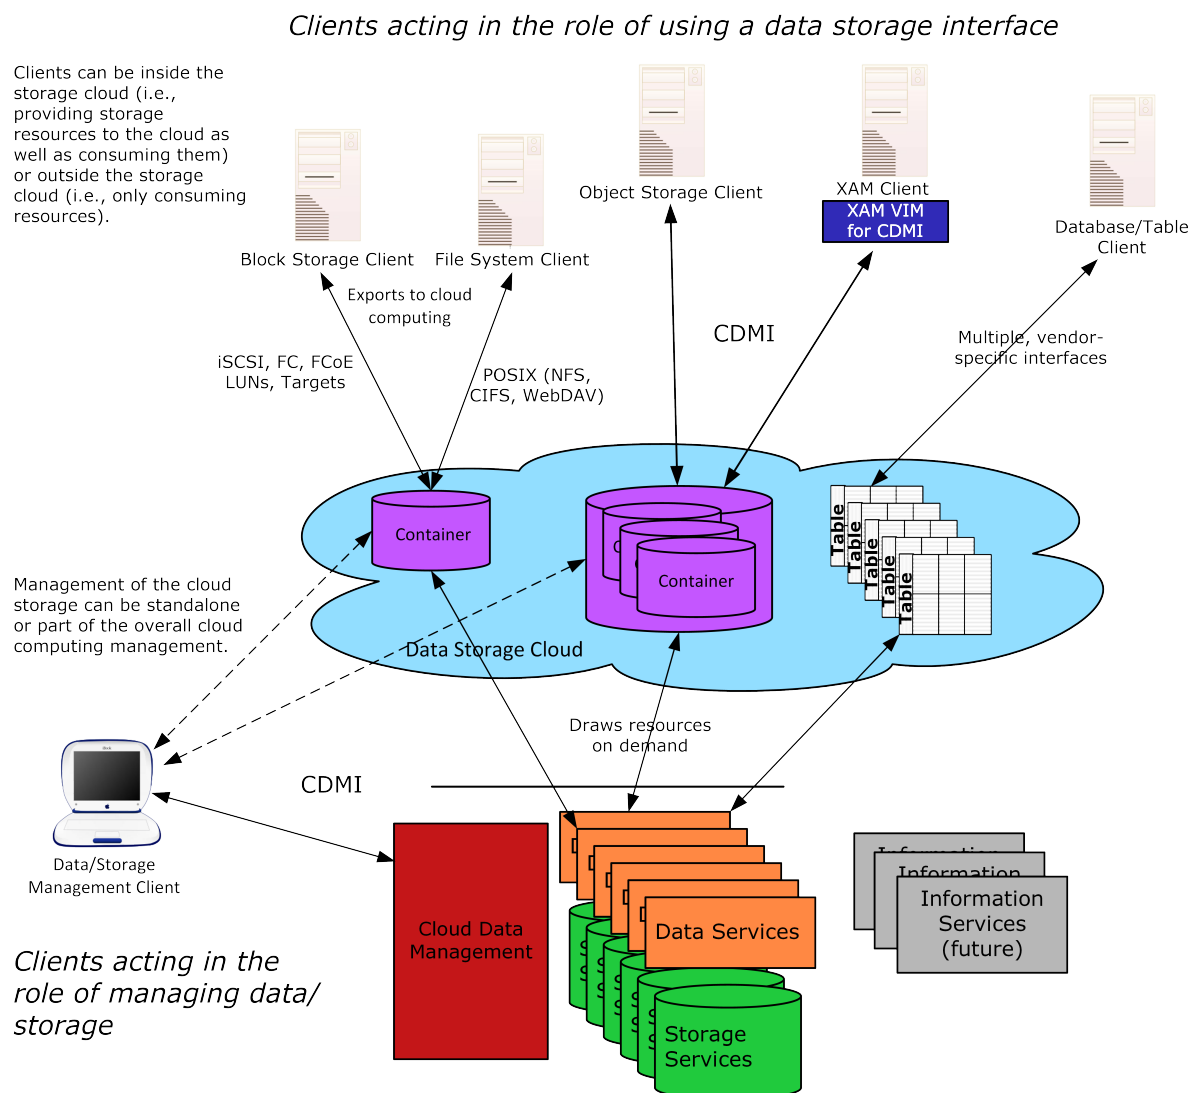 Clients acting in the role of using a data storage interface
Clients can be inside the
storage cloud (i.e.,
providing storage
resources to the cloud as
well as consuming them)
or outside the storage
cloud (i.e., only consuming
resources).
Block Storage Client
File System Client
Object Storage Client
XAM Client
XAM VIM
for CDMI
Database/Table
Client
Exports to cloud
computing
iSCSI, FC, FCoE
LUNs, Targets
POSIX (NFS,
CIFS, WebDAV)
CDMI
Multiple, vendor-
specific interfaces
Container
Container
Table
Table
Table
Table
Table
Data Storage Cloud
Management of the cloud
storage can be standalone
or part of the overall cloud
computing management.
Draws resources
on demand
CDMI
Data/Storage
Management Client
Clients acting in the
role of managing data/
storage
Cloud Data
Management
Data Services
Storage
Services
Information
Information
Information
Services
(future)